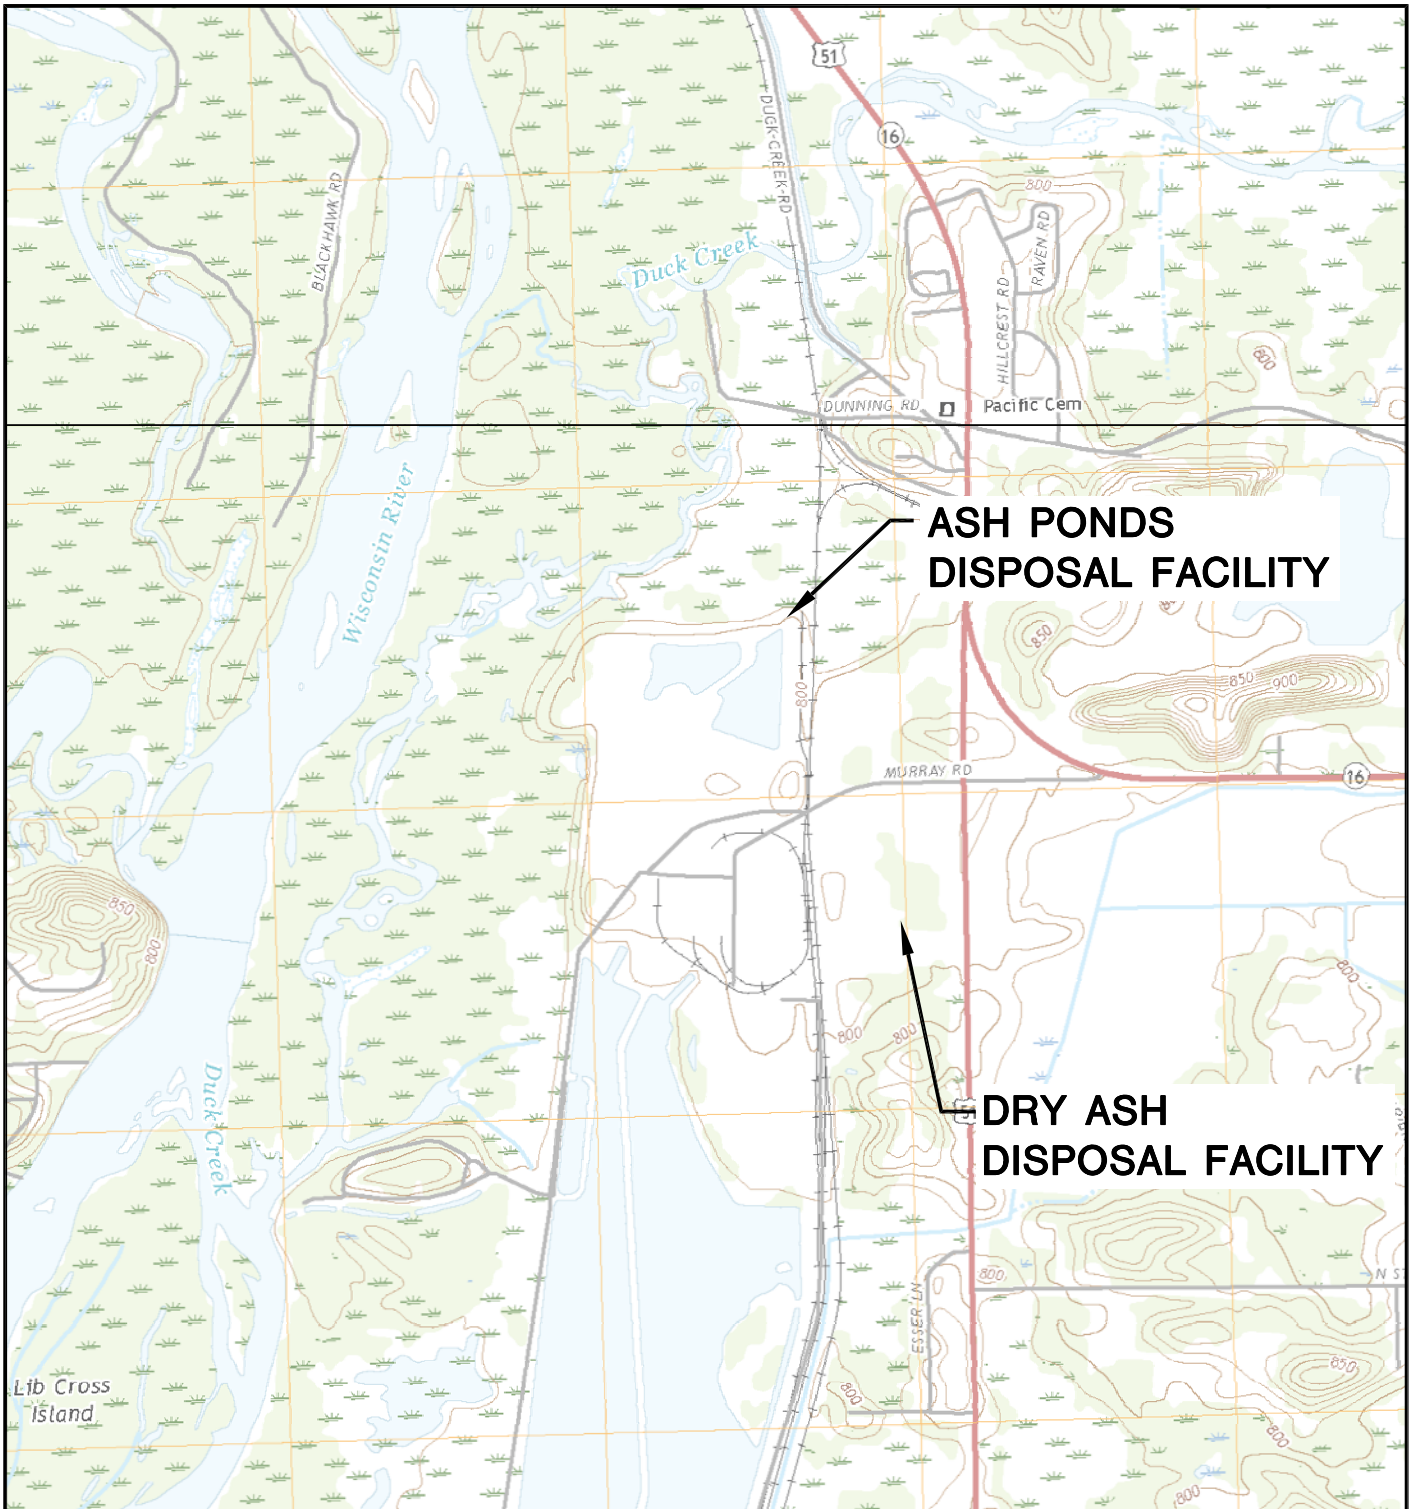 51
16
DUCK-CREEK-RD
BLACKHAWK RD
800
RAVEN RD
Duck Creek
HILLCREST RD
800
DUNNING RD
Pacific Cem
Wisconsin River
ASH PONDS
DISPOSAL FACILITY
850
850
900
800
MURRAY RD
16
850
800
800
800
800
Duck Creek
DRY ASH
DISPOSAL FACILITY
800
N ST
ESSER LN
850
Lib Cross
Island
800
800
800